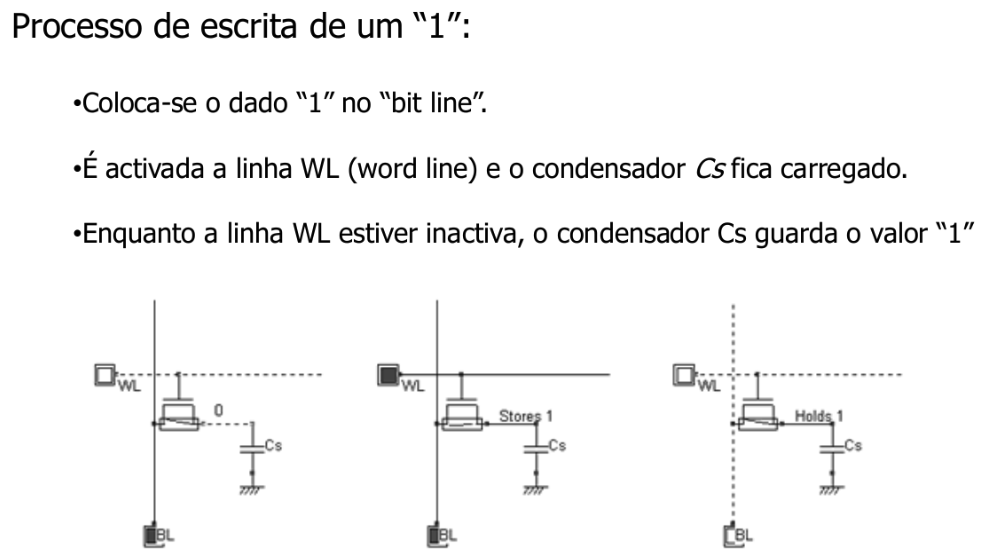 Processo de escrita de um “1”:
•Coloca-se o dado “1” no “bit line”.
•É activada a linha WL (word line) e o condensador Cs fica carregado.
•Enquanto a linha WL estiver inactiva, o condensador Cs guarda o valor “1”
WL
0
Cs
BL
WL
Stores 1
Cs
BL
WL
Holds 1
Cs
BL